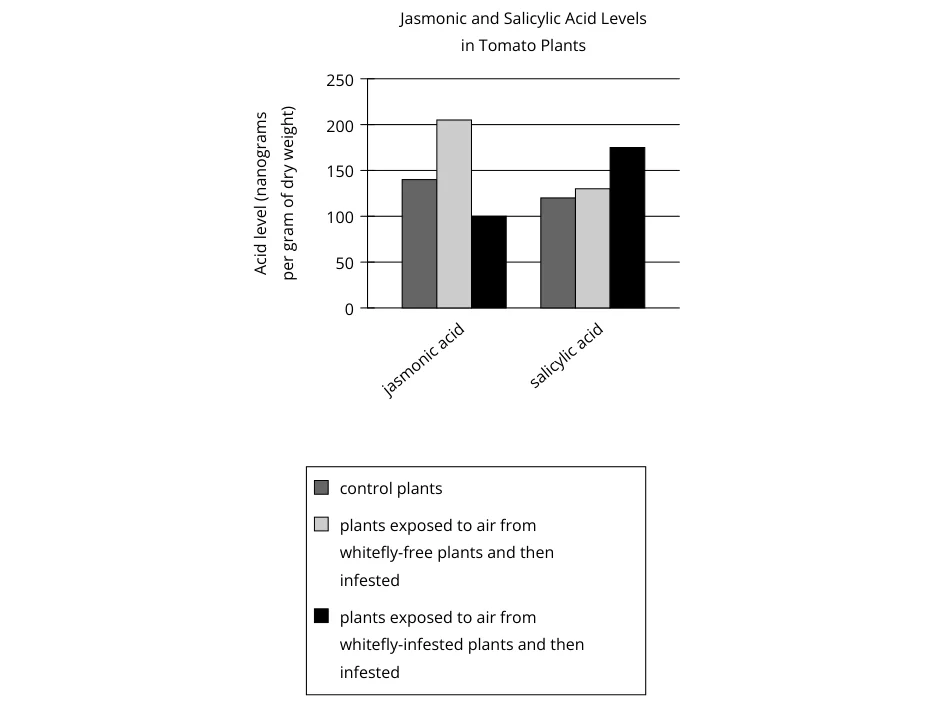 Jasmonic and Salicylic Acid Levels
in Tomato Plants
Acid level (nanograms
per gram of dry weight)
250
200
150
100
50
0
jasmonic acid
salicylic acid
control plants
plants exposed to air from
whitefly-free plants and then
infested
plants exposed to air from
whitefly-infested plants and then
infested